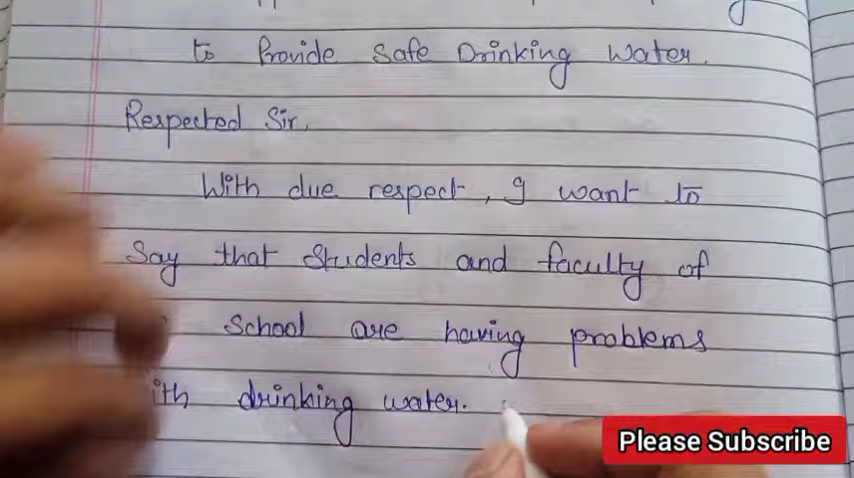 to Provide Safe Drinking Water.
Respected Sir,
With due respect, I want to
Say that Students and faculty of
School are having problems
drinking water.
Please Subscribe